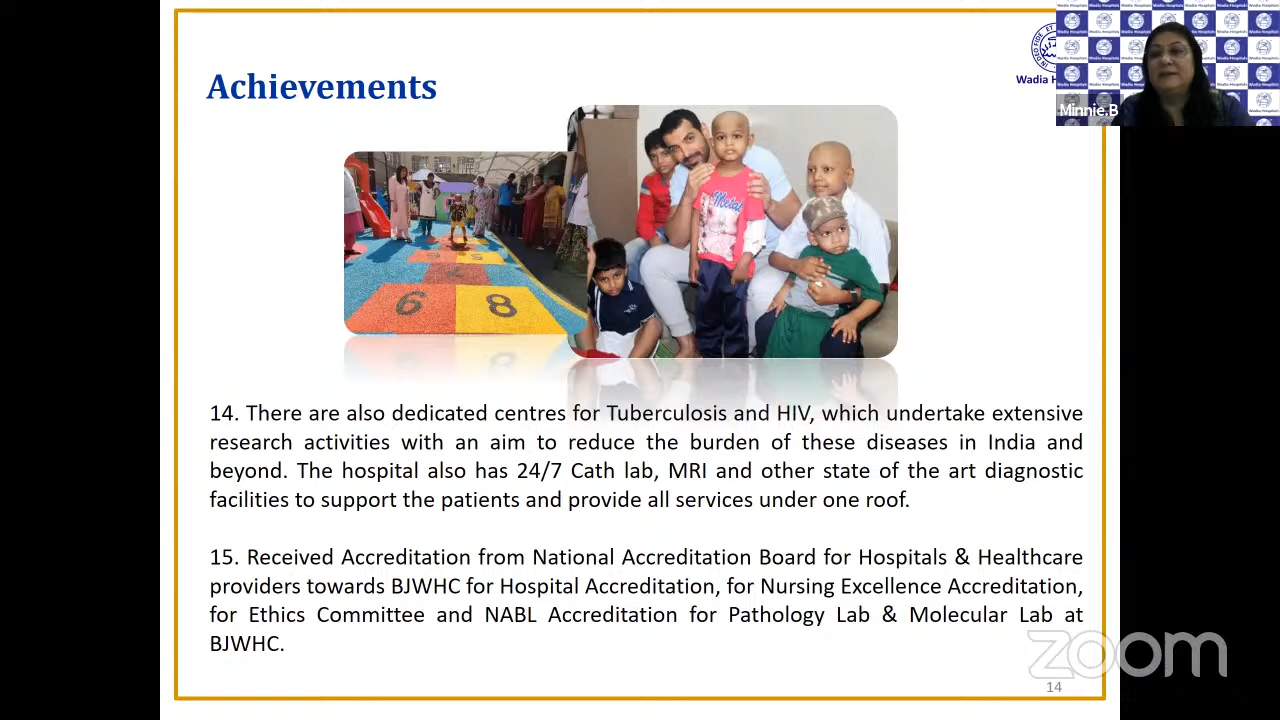 Achievements
Wadia H
Minnie.B
6 8
14. There are also dedicated centres for Tuberculosis and HIV, which undertake extensive
research activities with an aim to reduce the burden of these diseases in India and
beyond. The hospital also has 24/7 Cath lab, MRI and other state of the art diagnostic
facilities to support the patients and provide all services under one roof.
15. Received Accreditation from National Accreditation Board for Hospitals & Healthcare
providers towards BJWHC for Hospital Accreditation, for Nursing Excellence Accreditation,
for Ethics Committee and NABL Accreditation for Pathology Lab & Molecular Lab at
BJWHC.
zoom
14